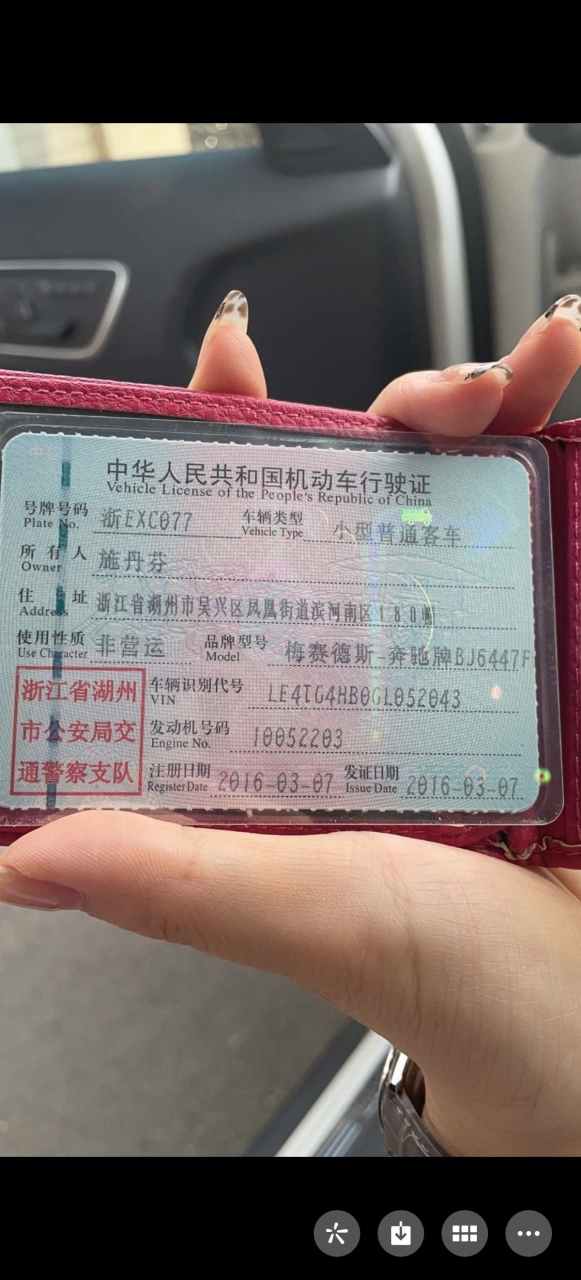 中华人民共和国机动车行驶证
Vehicle License of the People's Republic of China
号牌号码 浙EXC077 车辆类型 小型普通客车
Plate No. Vehicle Type
所有人 施丹芬
Owner
住址 浙江省湖州市吴兴区凤凰街道滨河南区180幢
Address
使用性质 非营运 品牌型号 梅赛德斯-奔驰牌BJ6447F
Use Character Model
浙江省湖州
市公安局交
通警察支队
车辆识别代号 LE4TG4HB0GL052043
VIN
发动机号码 10052203
Engine No.
注册日期 2016-03-07 发证日期 2016-03-07
Register Date Issue Date